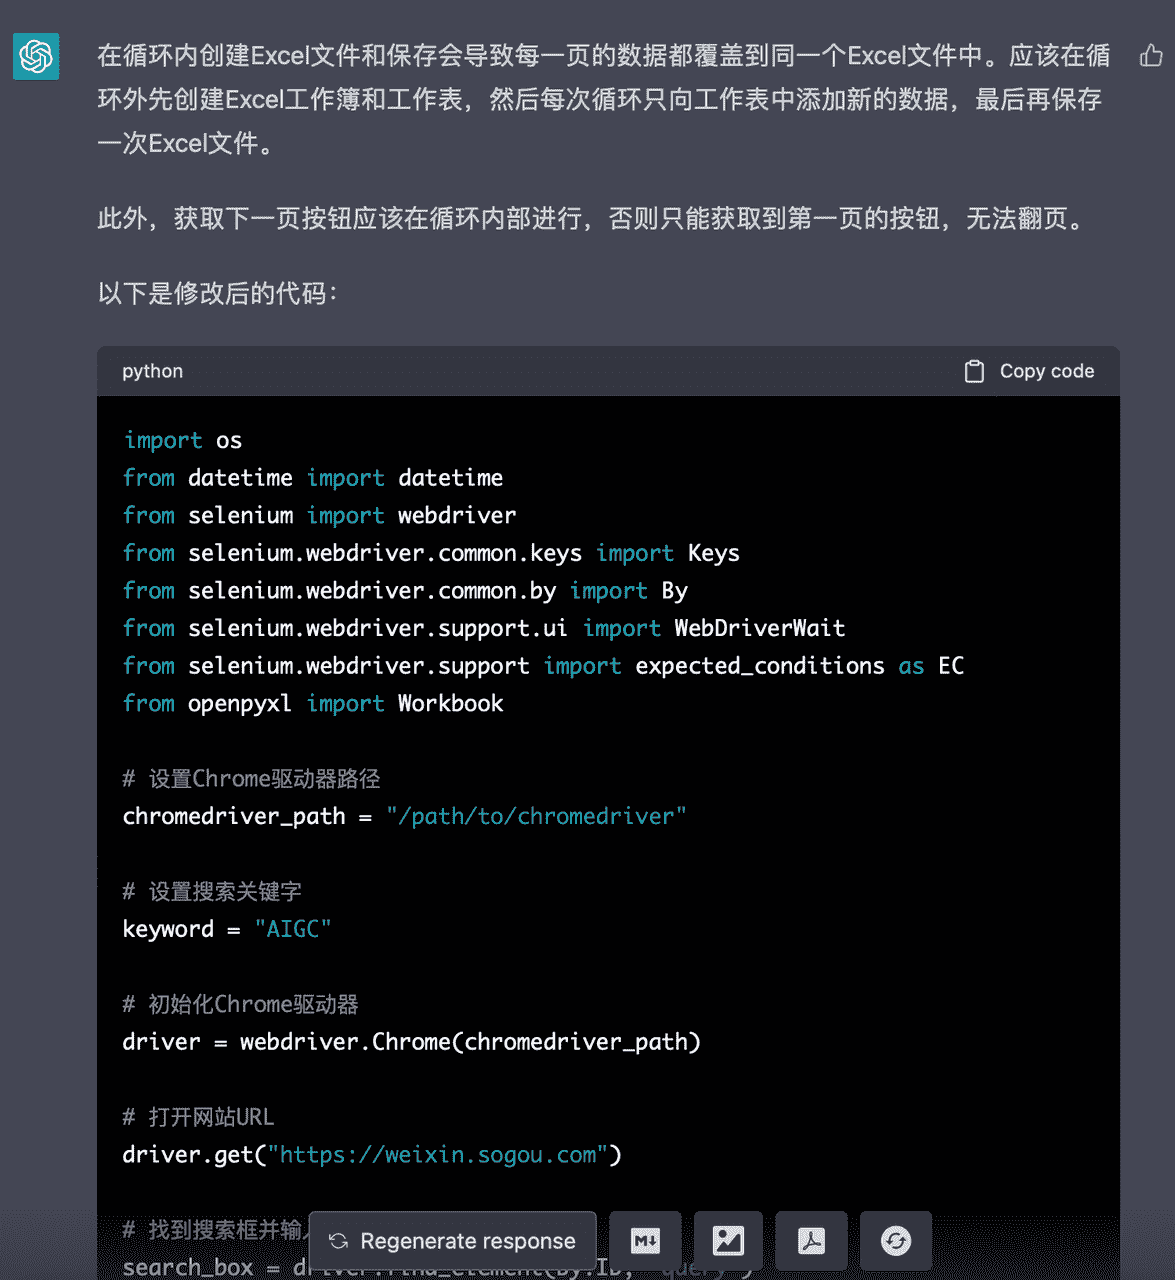 在循环内创建Excel文件和保存会导致每一页的数据都覆盖到同一个Excel文件中。应该在循
环外先创建Excel工作簿和工作表，然后每次循环只向工作表中添加新的数据，最后再保存
一次Excel文件。
此外，获取下一页按钮应该在循环内部进行，否则只能获取到第一页的按钮，无法翻页。
以下是修改后的代码：
python
Copy code
import os
from datetime import datetime
from selenium import webdriver
from selenium.webdriver.common.keys import Keys
from selenium.webdriver.common.by import By
from selenium.webdriver.support.ui import WebDriverWait
from selenium.webdriver.support import expected_conditions as EC
from openpyxl import Workbook
# 设置Chrome驱动器路径
chromedriver_path = "/path/to/chromedriver"
# 设置搜索关键字
keyword = "AIGC"
# 初始化Chrome驱动器
driver = webdriver.Chrome(chromedriver_path)
# 打开网站URL
driver.get("https://weixin.sogou.com")
# 找到搜索框并输
Regenerate response
M↓
search_box =